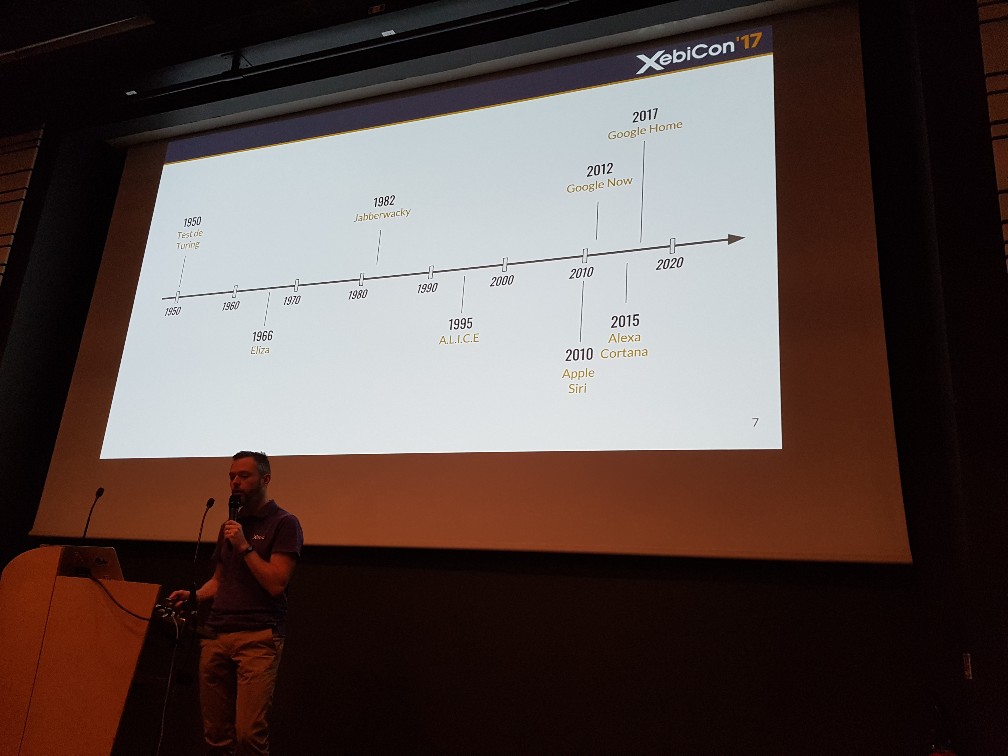 XebiCon'17
2017
Google Home
2012
Google Now
1982
Jabberwacky
1950
Test de
Turing
1950
1960
1970
1980
1990
2000
2010
2020
1966
Eliza
1995
A.L.I.C.E
2010
Apple
Siri
2015
Alexa
Cortana
7